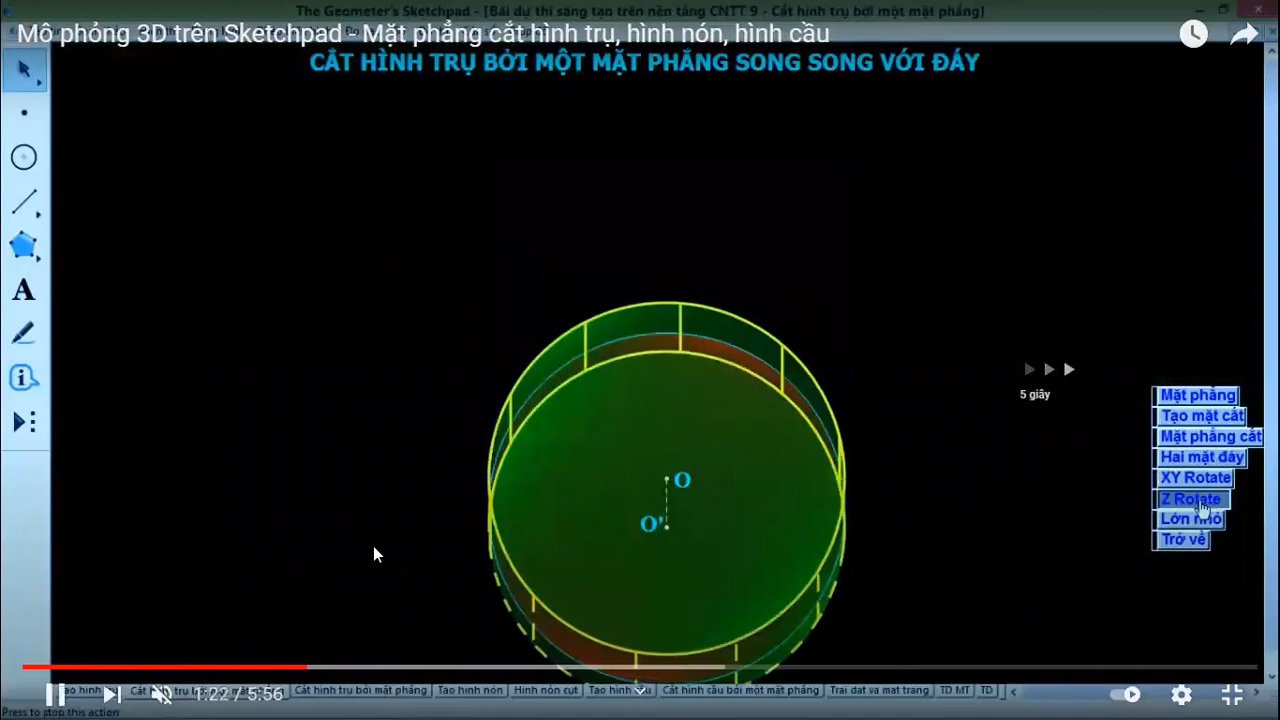 The Geometer's Sketchpad - [Bài dự thi sáng tạo trên nền tảng CNTT 9 - Cắt hình trụ bởi một mặt phẳng]
Mô phỏng 3D trên Sketchpad - Mặt phẳng cắt hình trụ, hình nón, hình cầu
CẮT HÌNH TRỤ BỞI MỘT MẶT PHẲNG SONG SONG VỚI ĐÁY
A
5 giây
Mặt phẳng
Tạo mặt cắt
Mặt phẳng cắt
Hai mặt đáy
XY Rotate
Z Rotate
Lớn nhỏ
Trở về
O
O'
1:22 / 5:56
Cắt hình trụ bởi một mặt phẳng
Tạo hình nón
Hình nón cụt
Cắt hình cầu bởi một mặt phẳng
Trai dat va mat trang
TD MT
TD
Press to stop this action